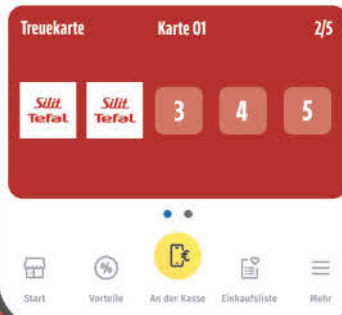 Treuekarte Karte 01 2/5
Silit Silit 3 4 5
Tefal Tefal
%
€
Start Vorteile An der Kasse Einkaufsliste Mehr